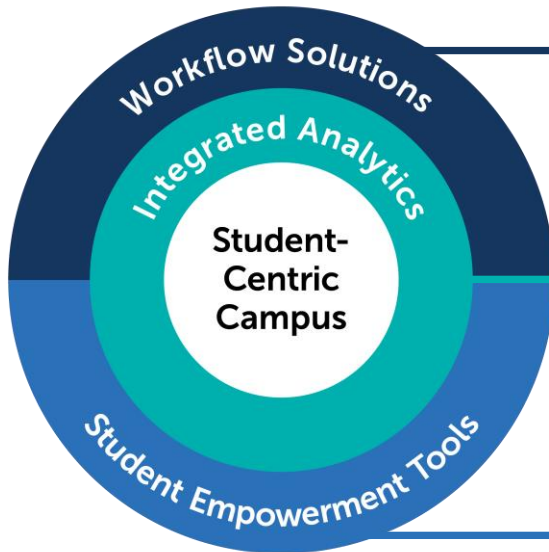 Workflow Solutions
Integrated Analytics
Student-
Centric
Campus
Student Empowerment Tools